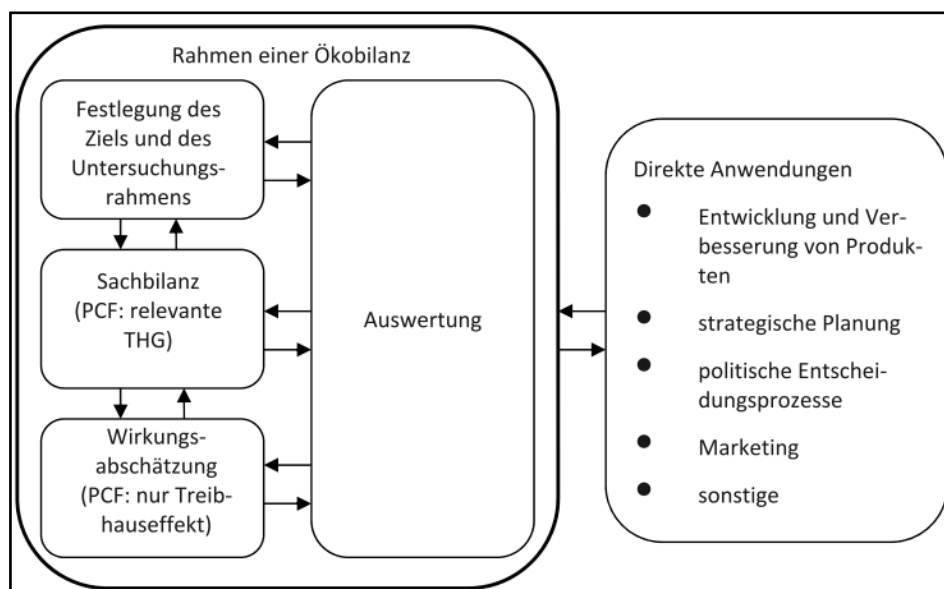 Rahmen einer Ökobilanz
Festlegung des
Ziels und des
Untersuchungs-
rahmens
Sachbilanz
(PCF: relevante
THG)
Wirkungs-
abschätzung
(PCF: nur Treib-
hauseffekt)
Auswertung
Direkte Anwendungen
● Entwicklung und Ver-
besserung von Produk-
ten
● strategische Planung
● politische Entschei-
dungsprozesse
● Marketing
● sonstige